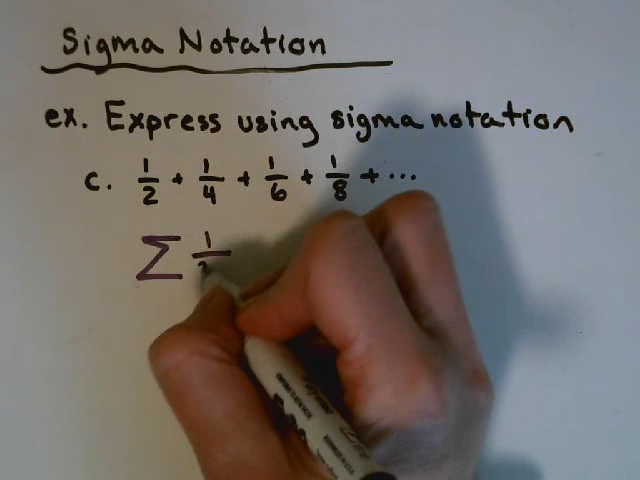 Sigma Notation
ex. Express using sigma notation
c. 1/2 + 1/4 + 1/6 + 1/8 + ...
∑ 1/